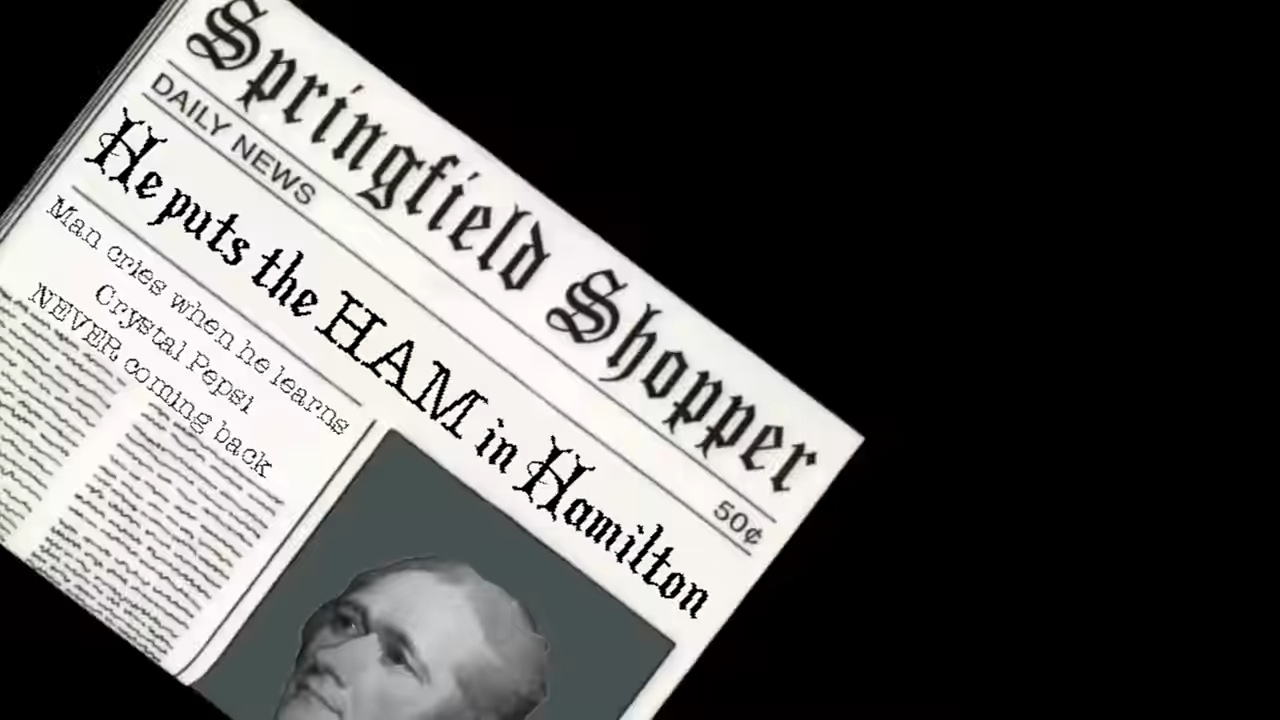 Springfield Shopper
DAILY NEWS
50¢
He puts the HAM in Hamilton
Man cries when he learns
Crystal Pepsi
NEVER coming back